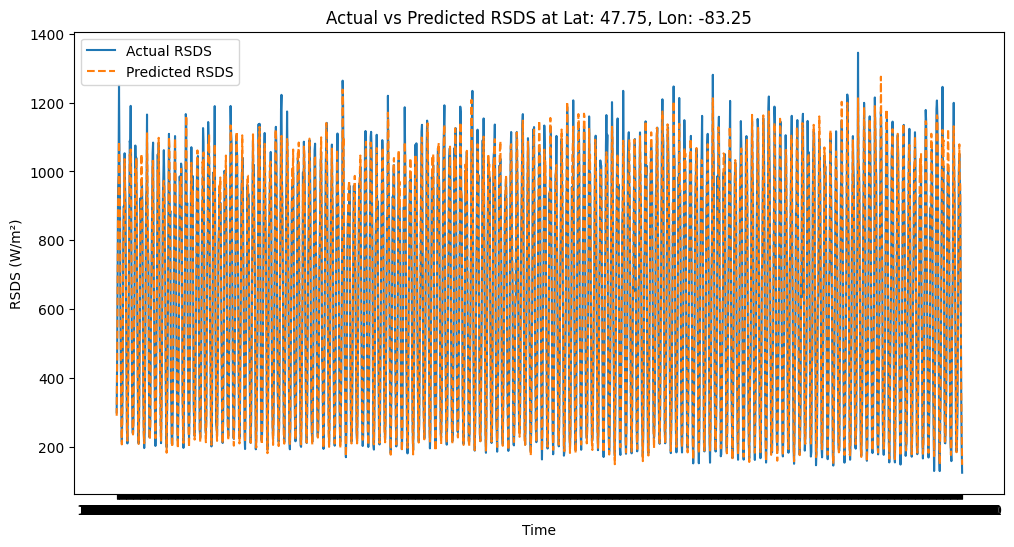 Actual vs Predicted RSDS at Lat: 47.75, Lon: -83.25
Actual RSDS
Predicted RSDS
RSDS (W/m²)
1400
1200
1000
800
600
400
200
Time